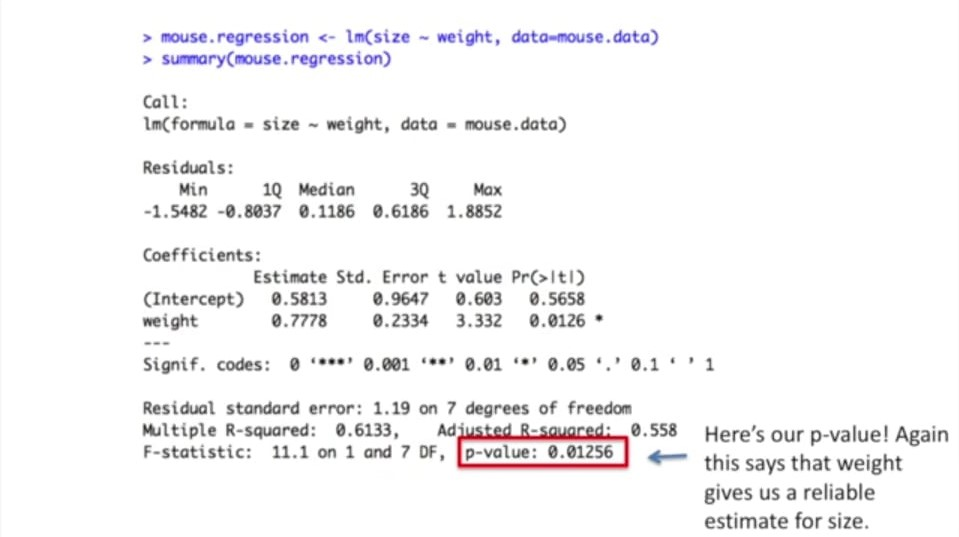 > mouse.regression <- lm(size ~ weight, data=mouse.data)
> summary(mouse.regression)
Call:
lm(formula = size ~ weight, data = mouse.data)
Residuals:
Min 1Q Median 3Q Max
-1.5482 -0.8037 0.1186 0.6186 1.8852
Coefficients:
Estimate Std. Error t value Pr(>|t|)
(Intercept) 0.5813 0.9647 0.603 0.5658
weight 0.7778 0.2334 3.332 0.0126 *
---
Signif. codes: 0 ‘***’ 0.001 ‘**’ 0.01 ‘*’ 0.05 ‘.’ 0.1 ‘ ’ 1
Residual standard error: 1.19 on 7 degrees of freedom
Multiple R-squared: 0.6133, Adjusted R-squared: 0.558
F-statistic: 11.1 on 1 and 7 DF, p-value: 0.01256
Here’s our p-value! Again
this says that weight
gives us a reliable
estimate for size.